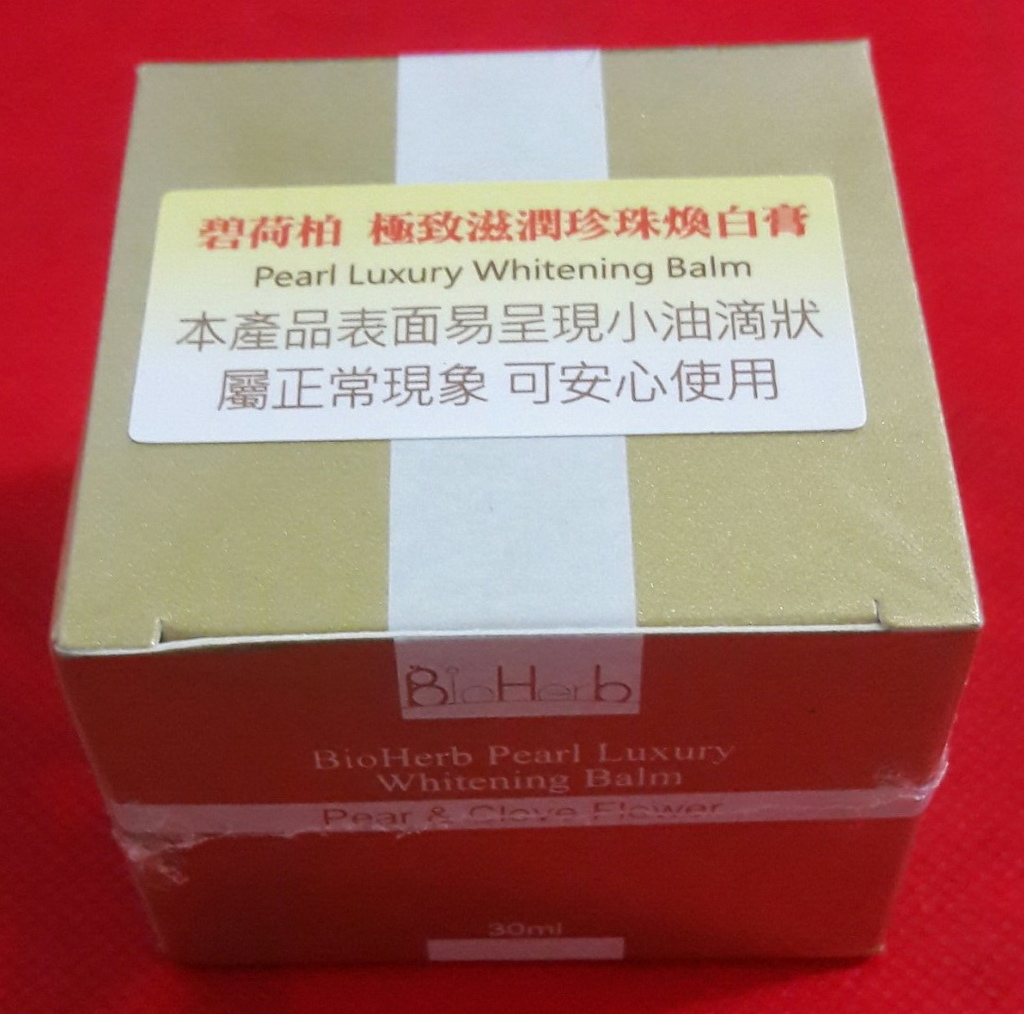 碧荷柏 極致滋潤珍珠煥白膏
Pearl Luxury Whitening Balm
本產品表面易呈現小油滴狀
屬正常現象 可安心使用
BioHerb
BioHerb Pearl Luxury
Whitening Balm
Pear & Clove Flower
30ml